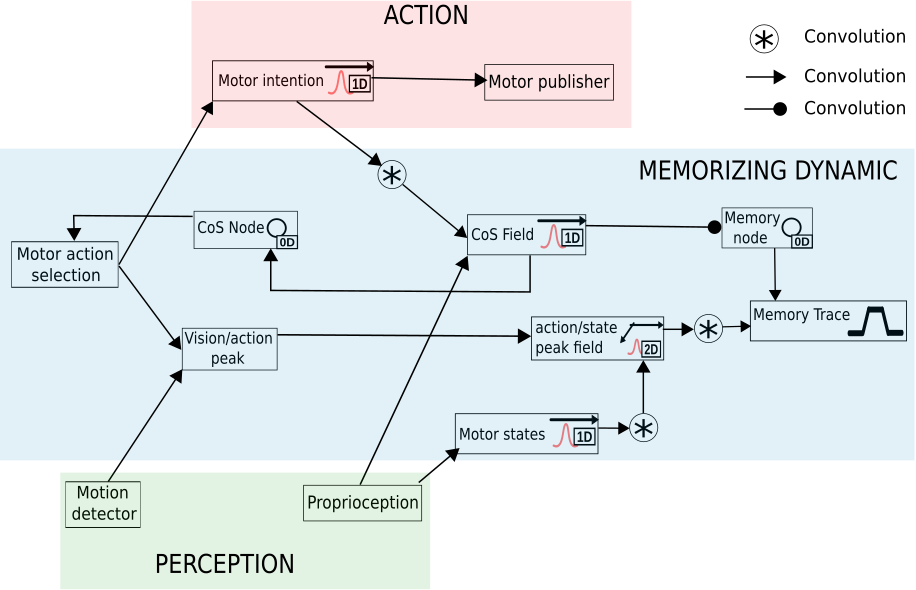 ACTION
Convolution
Motor intention
1D
Motor publisher
Convolution
Convolution
MEMORIZING DYNAMIC
CoS Node
0D
CoS Field
1D
Memory
node
0D
Motor action
selection
Vision/action
peak
action/state
peak field
2D
Memory Trace
Motor states
1D
Motion
detector
Proprioception
PERCEPTION